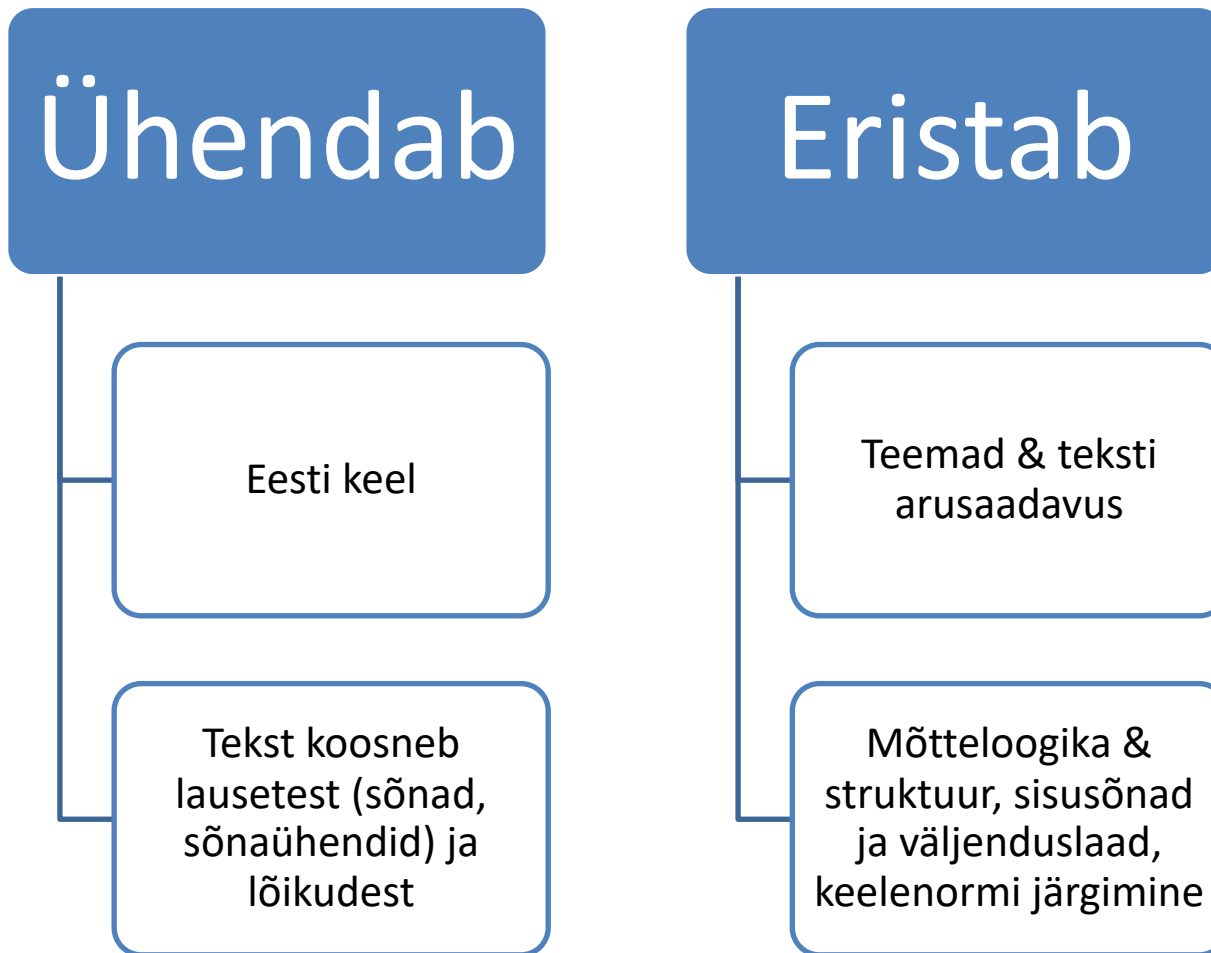 Ühendab
Eesti keel
Tekst koosneb
lausetest (sõnad,
sõnaühendid) ja
lõikudest
Eristab
Teemad & teksti
arusaadavus
Mõtteloogika &
struktuur, sisusõnad
ja väljenduslaad,
keelenormi järgimine